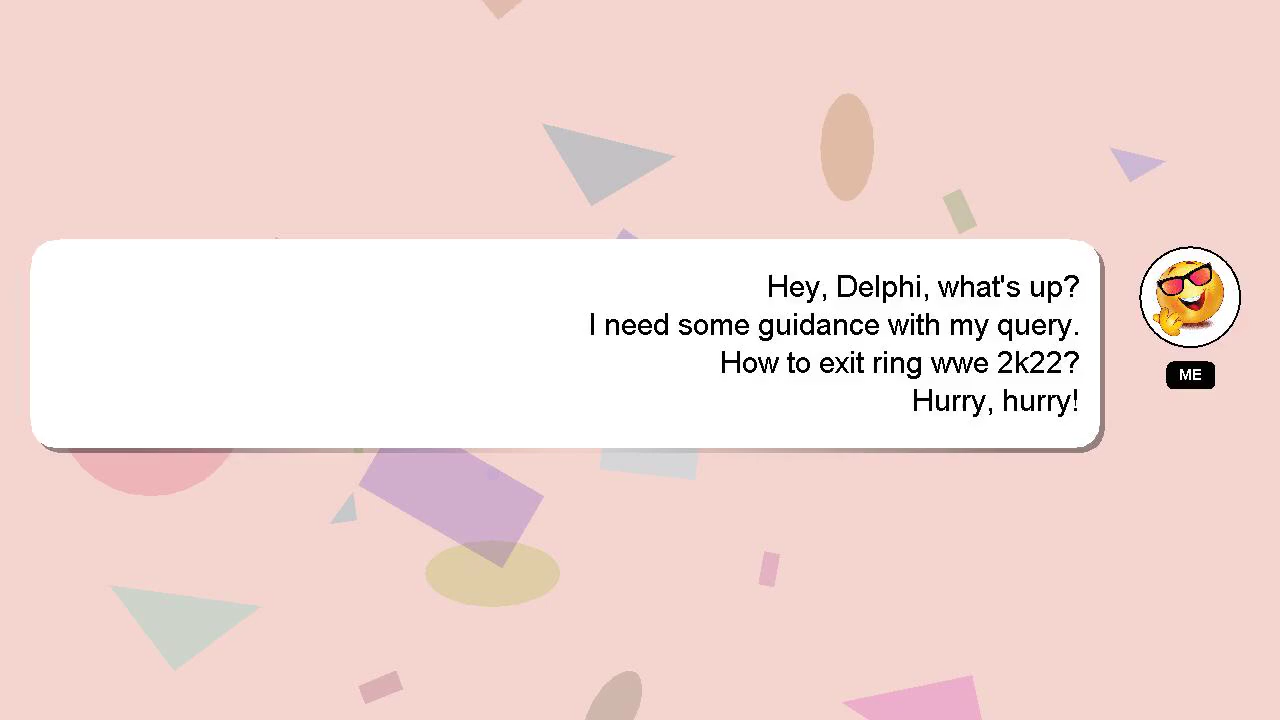 Hey, Delphi, what's up?
I need some guidance with my query.
How to exit ring wwe 2k22?
Hurry, hurry!
ME